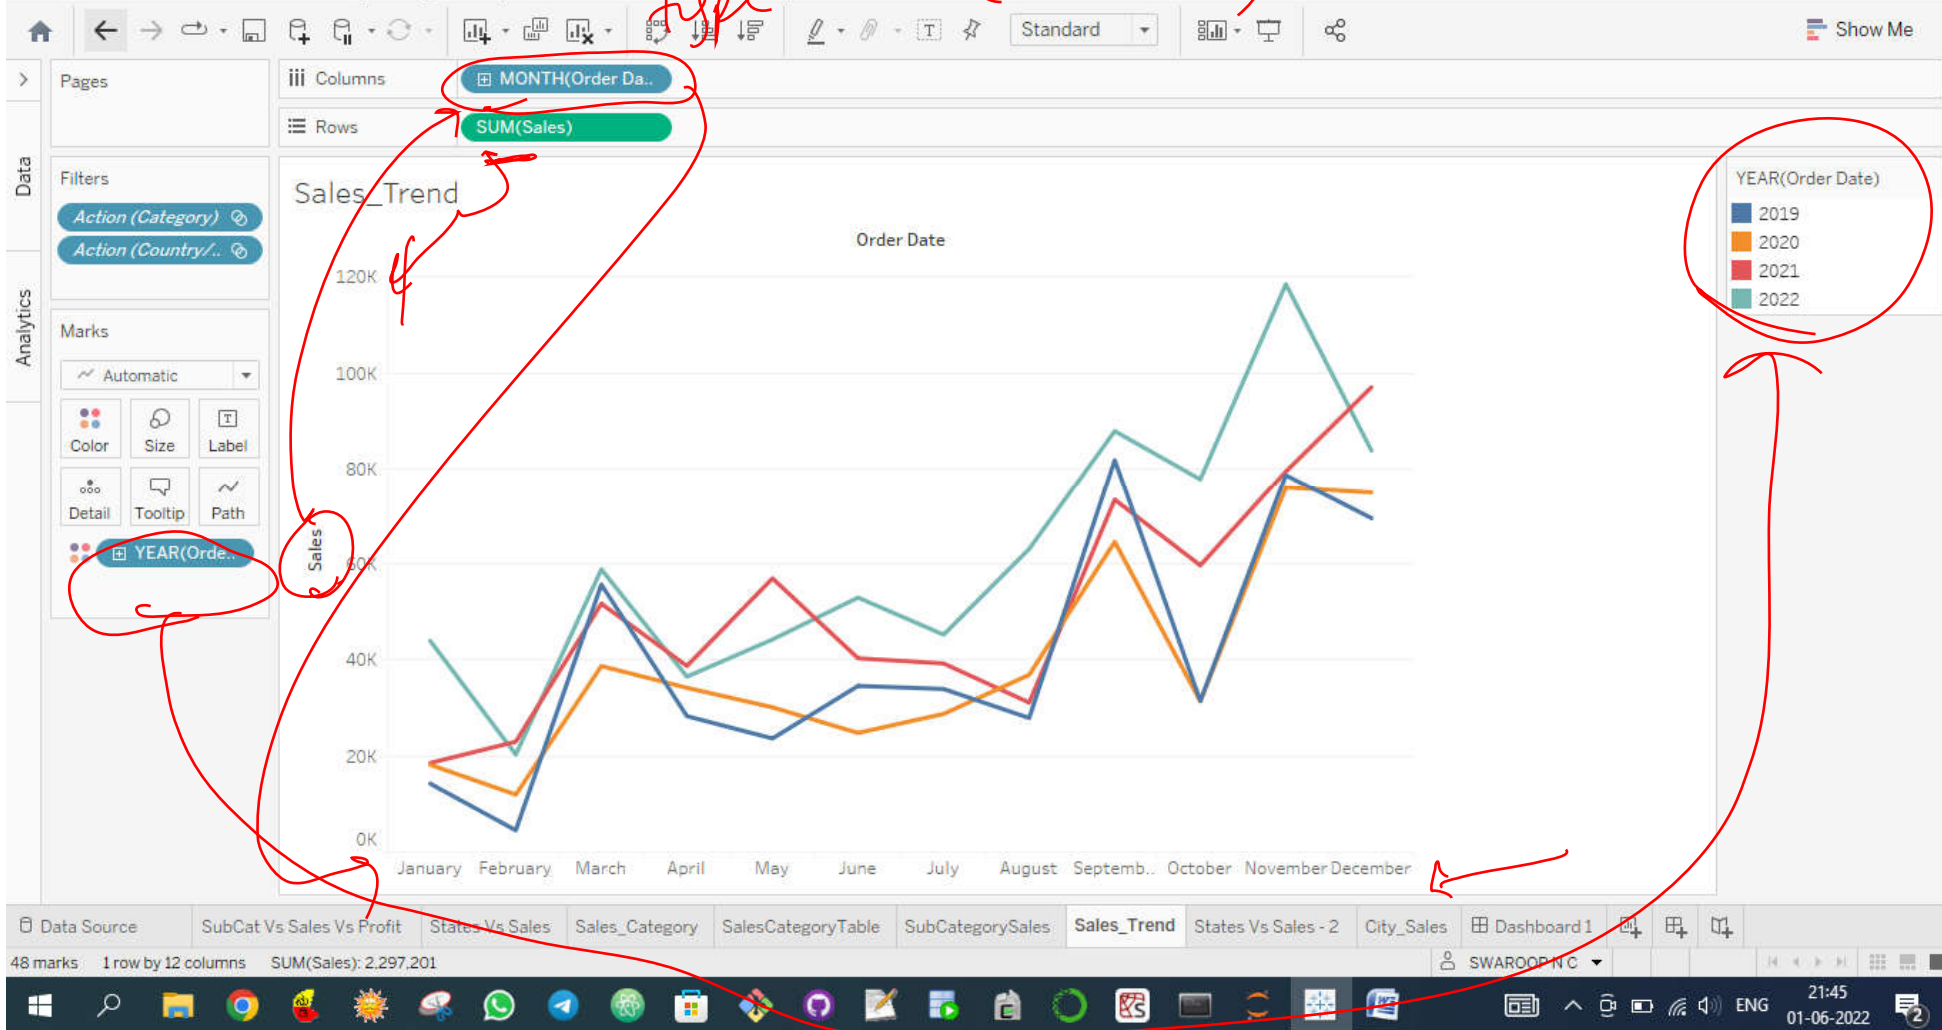 Standard
Show Me
Pages
Columns
MONTH(Order Da..
Rows
SUM(Sales)
Data
Analytics
Filters
Action (Category)
Action (Country/..
Marks
Automatic
Color
Size
Label
Detail
Tooltip
Path
YEAR(Orde..
Sales_Trend
Order Date
Sales
120K
100K
80K
60K
40K
20K
0K
January February March April May June July August Septemb.. October November December
YEAR(Order Date)
2019
2020
2021
2022
Data Source SubCat Vs Sales Vs Profit States Vs Sales Sales_Category SalesCategoryTable SubCategorySales Sales_Trend States Vs Sales - 2 City_Sales Dashboard 1
48 marks 1 row by 12 columns SUM(Sales): 2,297,201 SWAROOP N C
ENG 21:45
01-06-2022 2